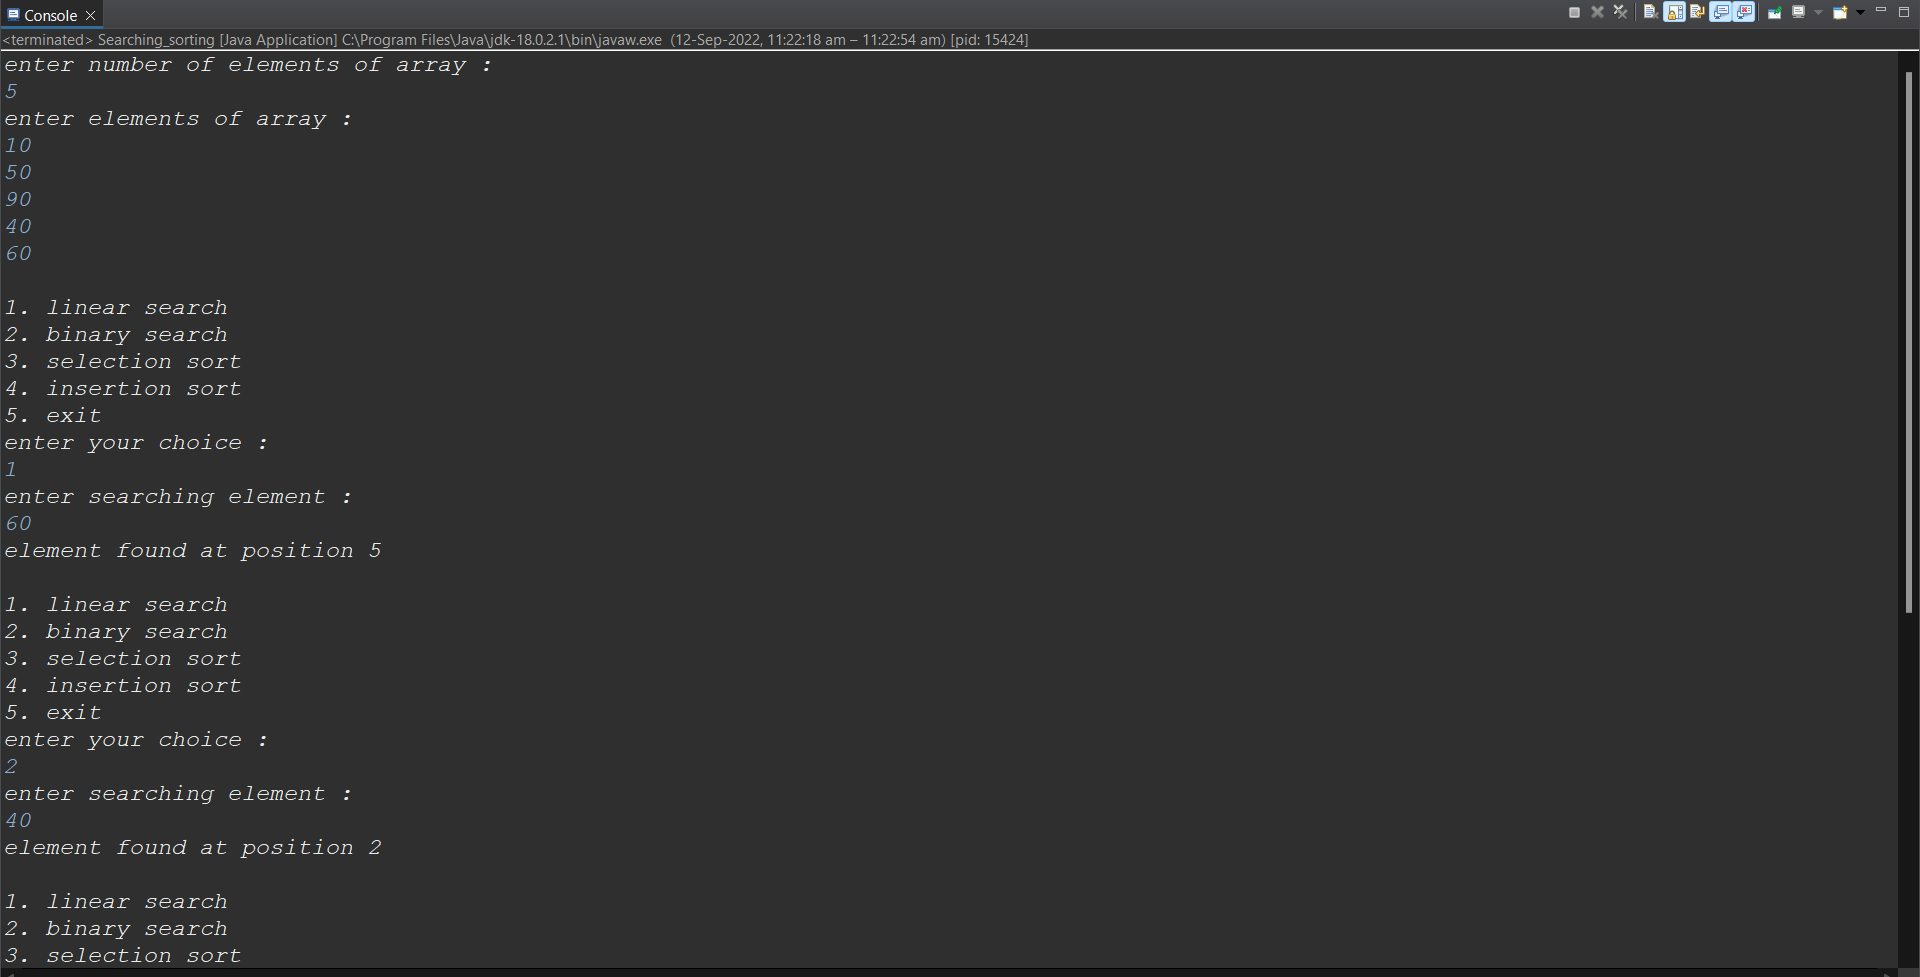 Console
<terminated> Searching_sorting [Java Application] C:\Program Files\Java\jdk-18.0.2.1\bin\javaw.exe (12-Sep-2022, 11:22:18 am – 11:22:54 am) [pid: 15424]
enter number of elements of array :
5
enter elements of array :
10
50
90
40
60
1. linear search
2. binary search
3. selection sort
4. insertion sort
5. exit
enter your choice :
1
enter searching element :
60
element found at position 5
1. linear search
2. binary search
3. selection sort
4. insertion sort
5. exit
enter your choice :
2
enter searching element :
40
element found at position 2
1. linear search
2. binary search
3. selection sort